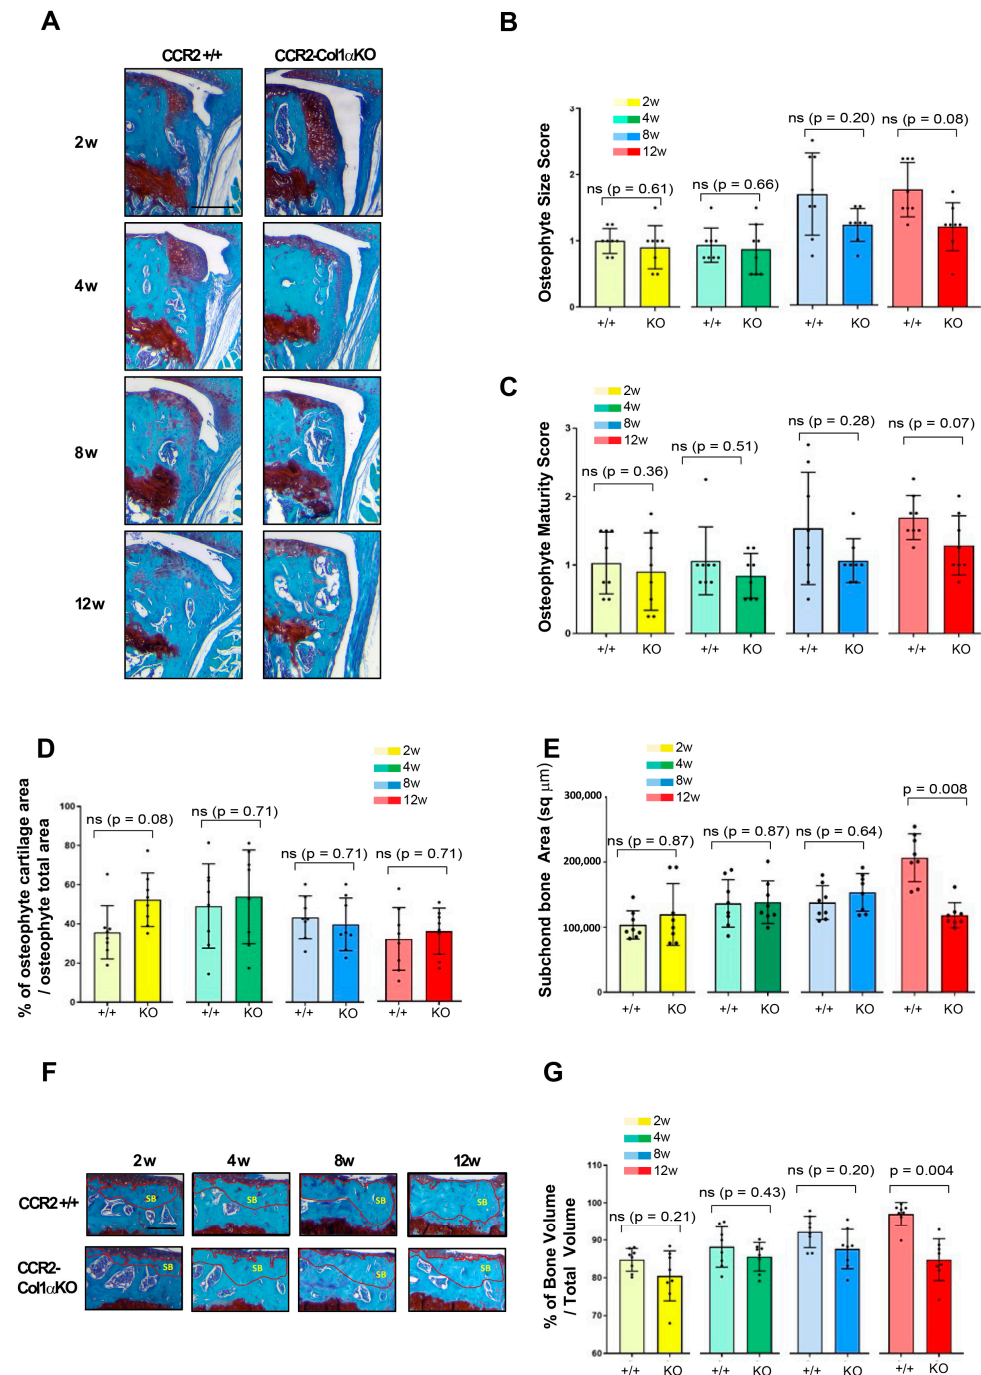 A
CCR2 +/+
CCR2-Col1αKO
2w
4w
8w
12w
B
Osteophyte Size Score
3
2
1
0
2w
4w
8w
12w
ns (p = 0.61)
ns (p = 0.66)
ns (p = 0.20)
ns (p = 0.08)
+/+ KO +/+ KO +/+ KO +/+ KO
C
Osteophyte Maturity Score
3
2
1
0
2w
4w
8w
12w
ns (p = 0.36)
ns (p = 0.51)
ns (p = 0.28)
ns (p = 0.07)
+/+ KO +/+ KO +/+ KO +/+ KO
D
% of osteophyte cartilage area
/ osteophyte total area
100
80
60
40
20
0
2w
4w
8w
12w
ns (p = 0.08)
ns (p = 0.71)
ns (p = 0.71)
ns (p = 0.71)
+/+ KO +/+ KO +/+ KO +/+ KO
E
Subchond bone Area (sq µm)
300,000
200,000
100,000
0
2w
4w
8w
12w
ns (p = 0.87)
ns (p = 0.87)
ns (p = 0.64)
p = 0.008
+/+ KO +/+ KO +/+ KO +/+ KO
F
2w 4w 8w 12w
CCR2 +/+
SB SB SB SB
CCR2-
Col1αKO
SB SB SB SB
G
% of Bone Volume
/ Total Volume
110
100
90
80
70
60
2w
4w
8w
12w
ns (p = 0.21)
ns (p = 0.43)
ns (p = 0.20)
p = 0.004
+/+ KO +/+ KO +/+ KO +/+ KO